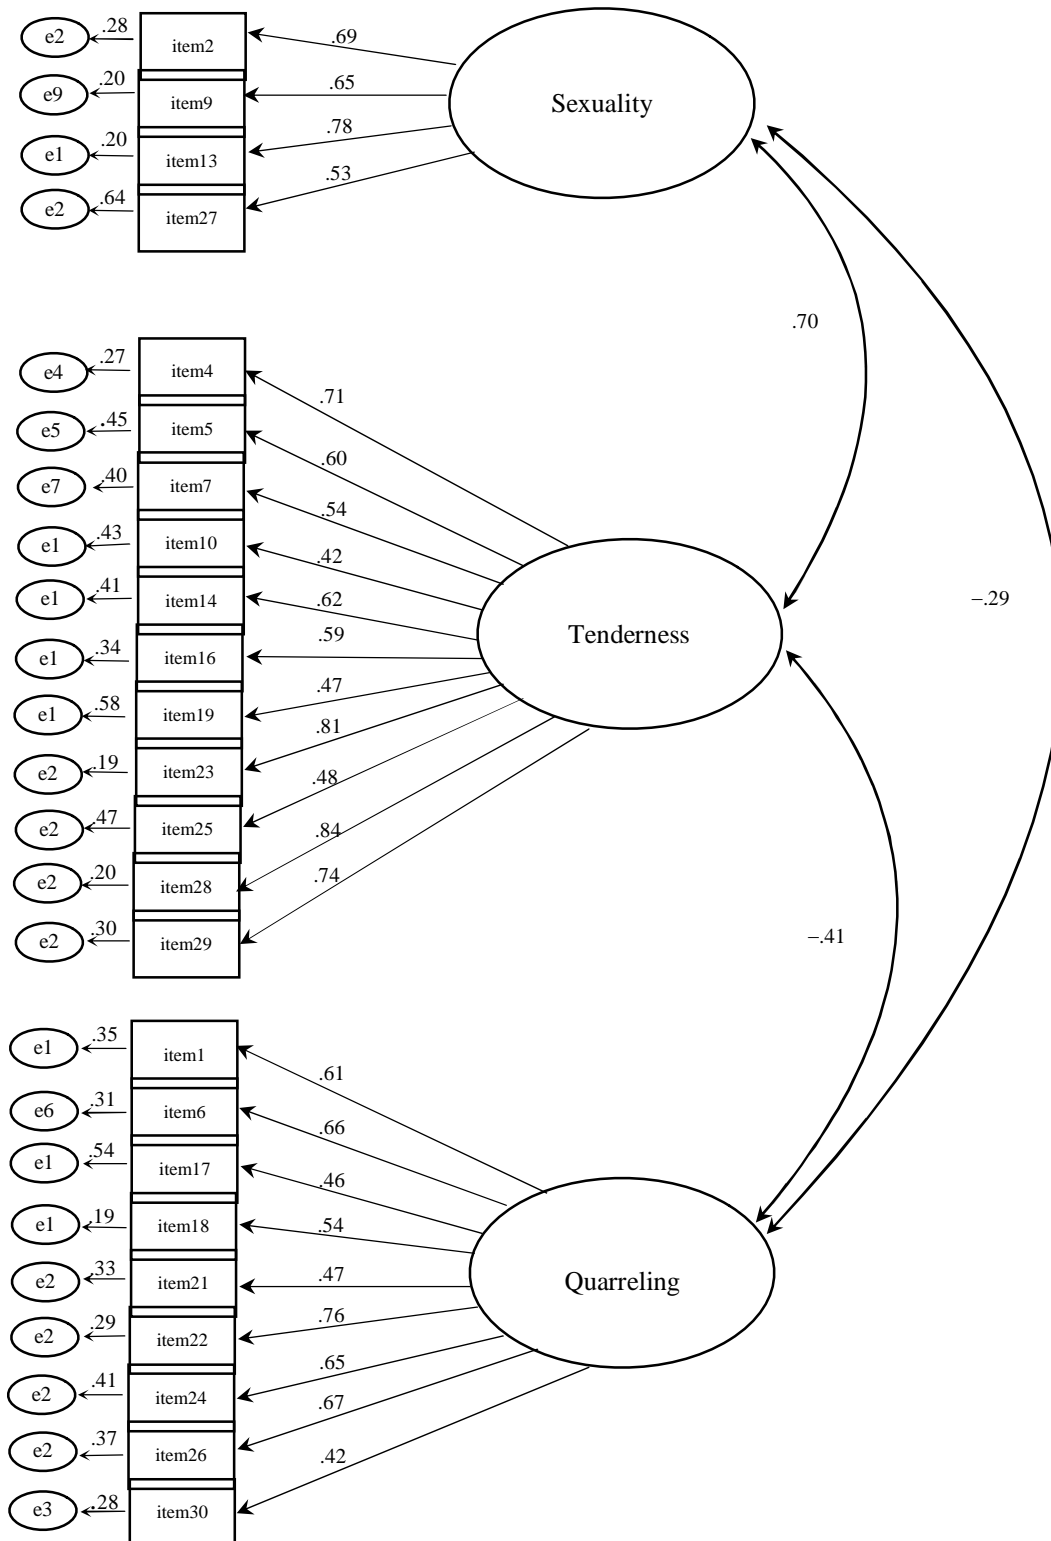 e2 .28 item2 .69
e9 .20 item9 .65
e1 .20 item13 .78
e2 .64 item27 .53
Sexuality
.70
e4 .27 item4 .71
e5 .45 item5 .60
e7 .40 item7 .54
e1 .43 item10 .42
e1 .41 item14 .62
e1 .34 item16 .59
e1 .58 item19 .47
e2 .19 item23 .81
e2 .47 item25 .48
e2 .20 item28 .84
e2 .30 item29 .74
Tenderness
–.29
–.41
e1 .35 item1 .61
e6 .31 item6 .66
e1 .54 item17 .46
e1 .19 item18 .54
e2 .33 item21 .47
e2 .29 item22 .76
e2 .41 item24 .65
e2 .37 item26 .67
e3 .28 item30 .42
Quarreling